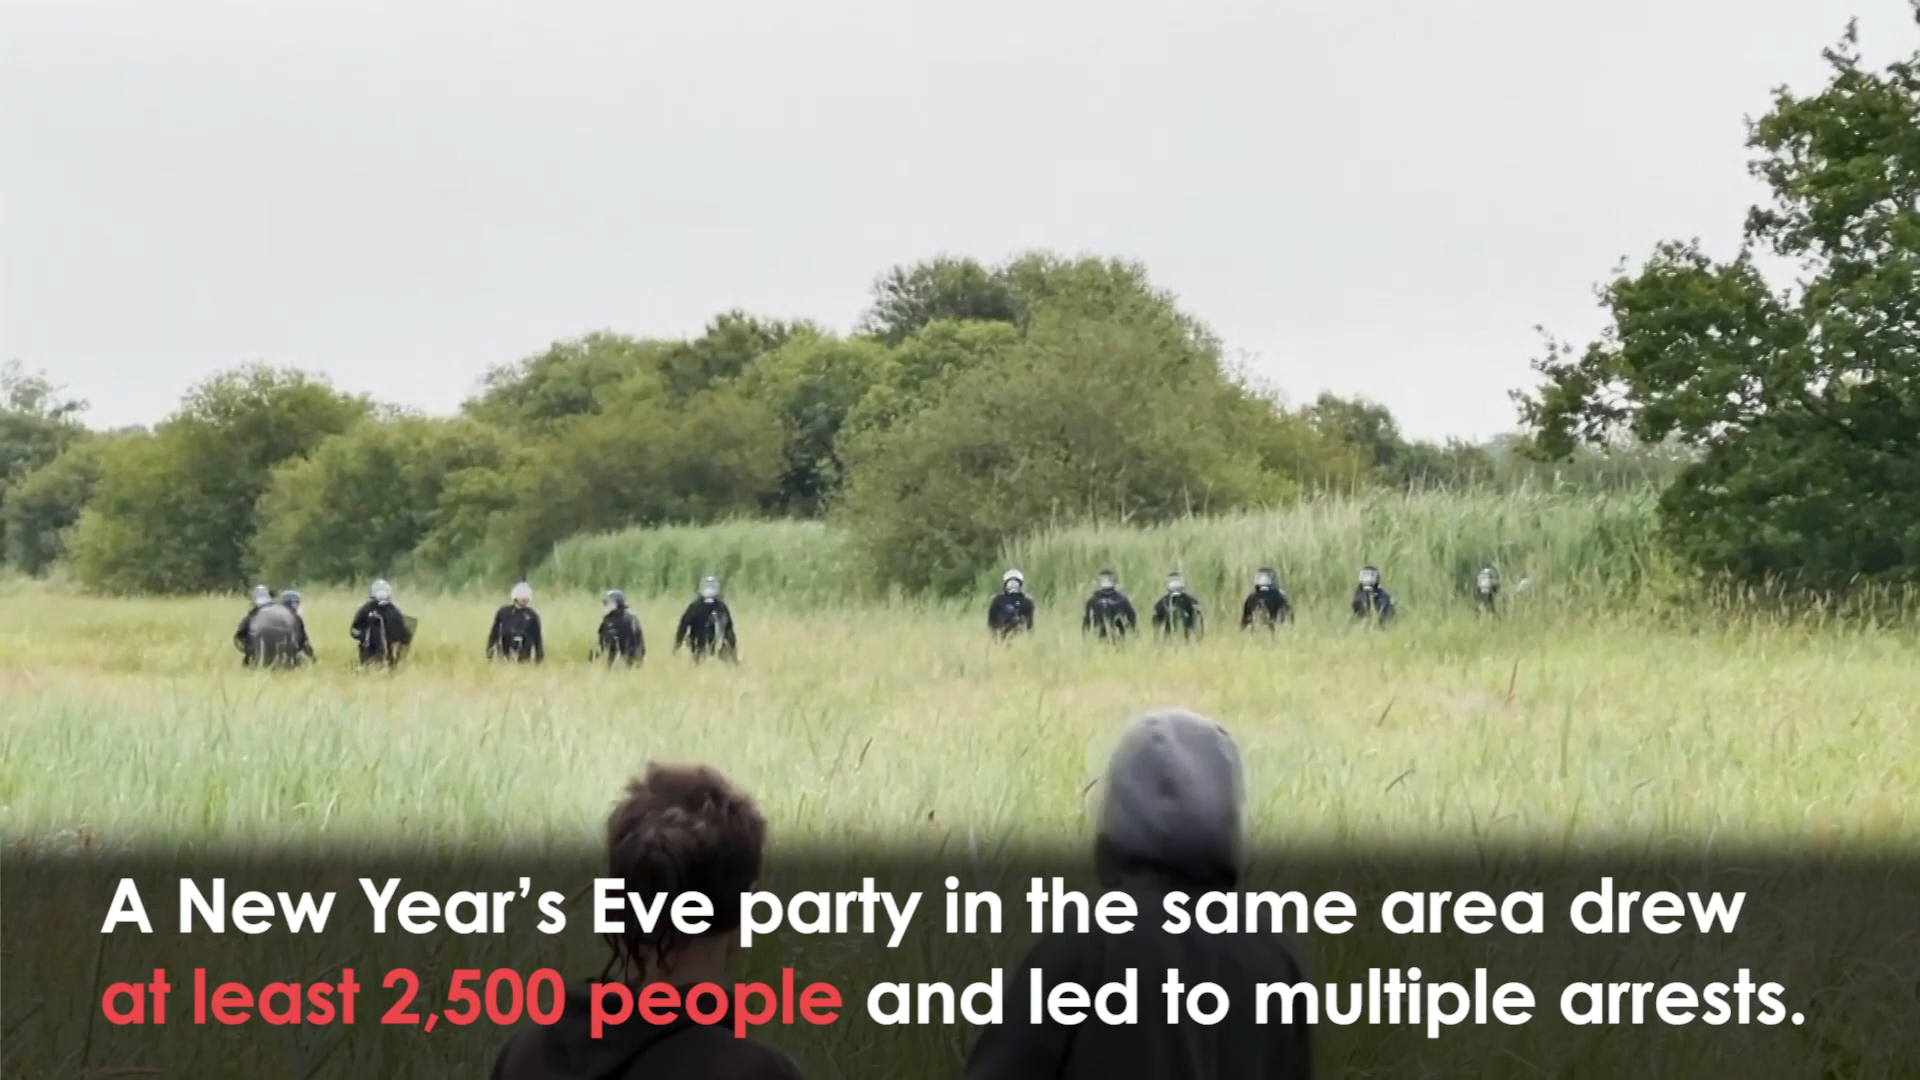 A New Year’s Eve party in the same area drew
at least 2,500 people and led to multiple arrests.